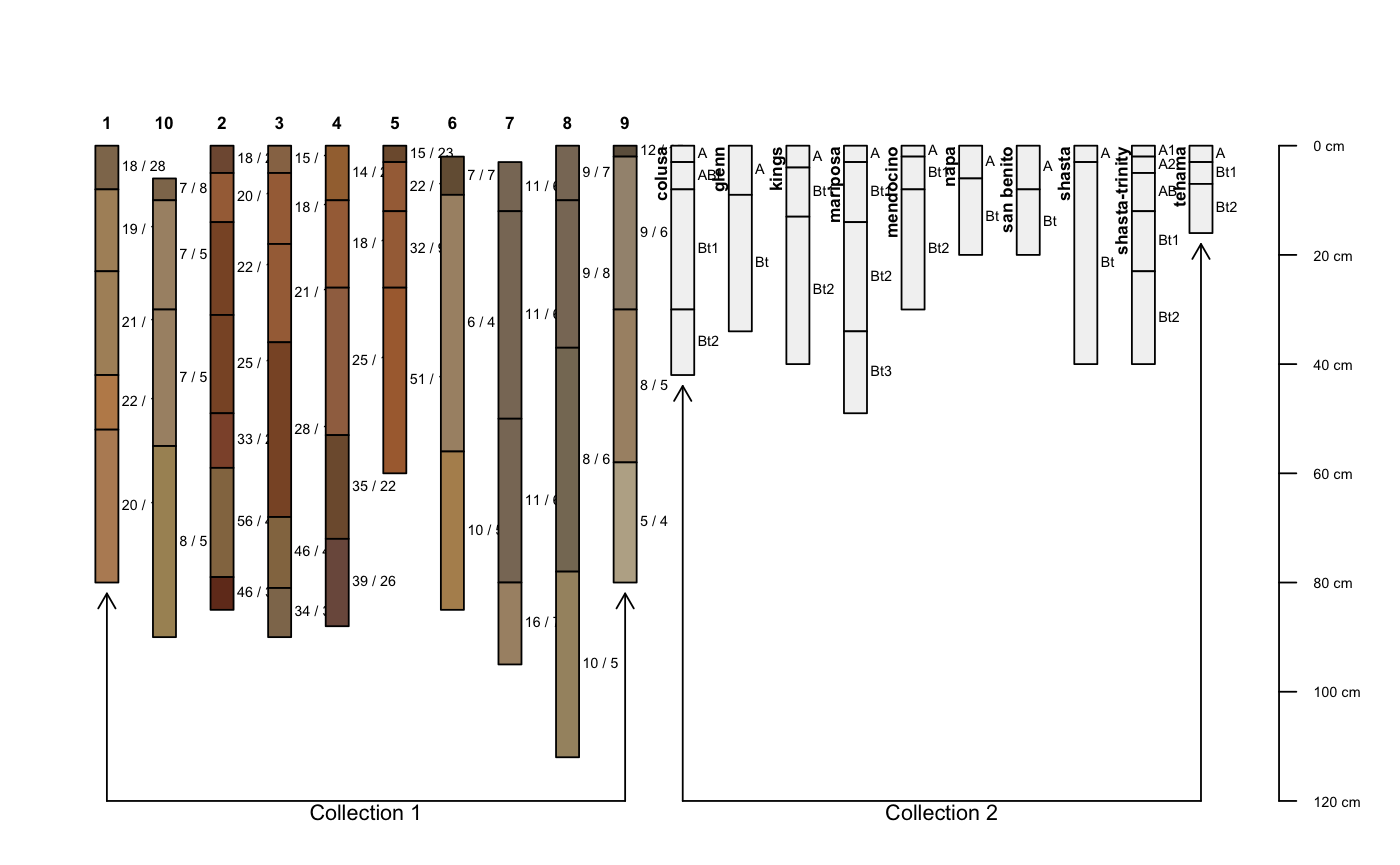 1 10 2 3 4 5 6 7 8 9
18 / 28
19 /
21 /
22 /
20 /
7 / 8
7 / 5
7 / 5
8 / 5
18 /
20 /
22 /
25 /
33 /
56 /
46 /
15 /
18 /
21 /
28 /
46 /
34 /
14 /
18 /
25 /
35 / 22
39 / 26
15 / 23
22 /
32 /
51 /
7 / 7
6 / 4
10 /
11 /
11 /
11 /
16 /
9 / 7
9 / 8
8 / 6
10 / 5
12 /
9 / 6
8 / 5
5 / 4
colusa
A
Bt1
Bt2
glenn
A
Bt
kings
A
Bt1
Bt2
mariposa
A
Bt2
Bt3
mendocino
A
Bt1
Bt2
napa
A
Bt
san benito
A
Bt
shasta
A
Bt
shasta-trinity
A1
A2
AB
Bt1
Bt2
tehama
A
Bt1
Bt2
0 cm
20 cm
40 cm
60 cm
80 cm
100 cm
120 cm
Collection 1
Collection 2